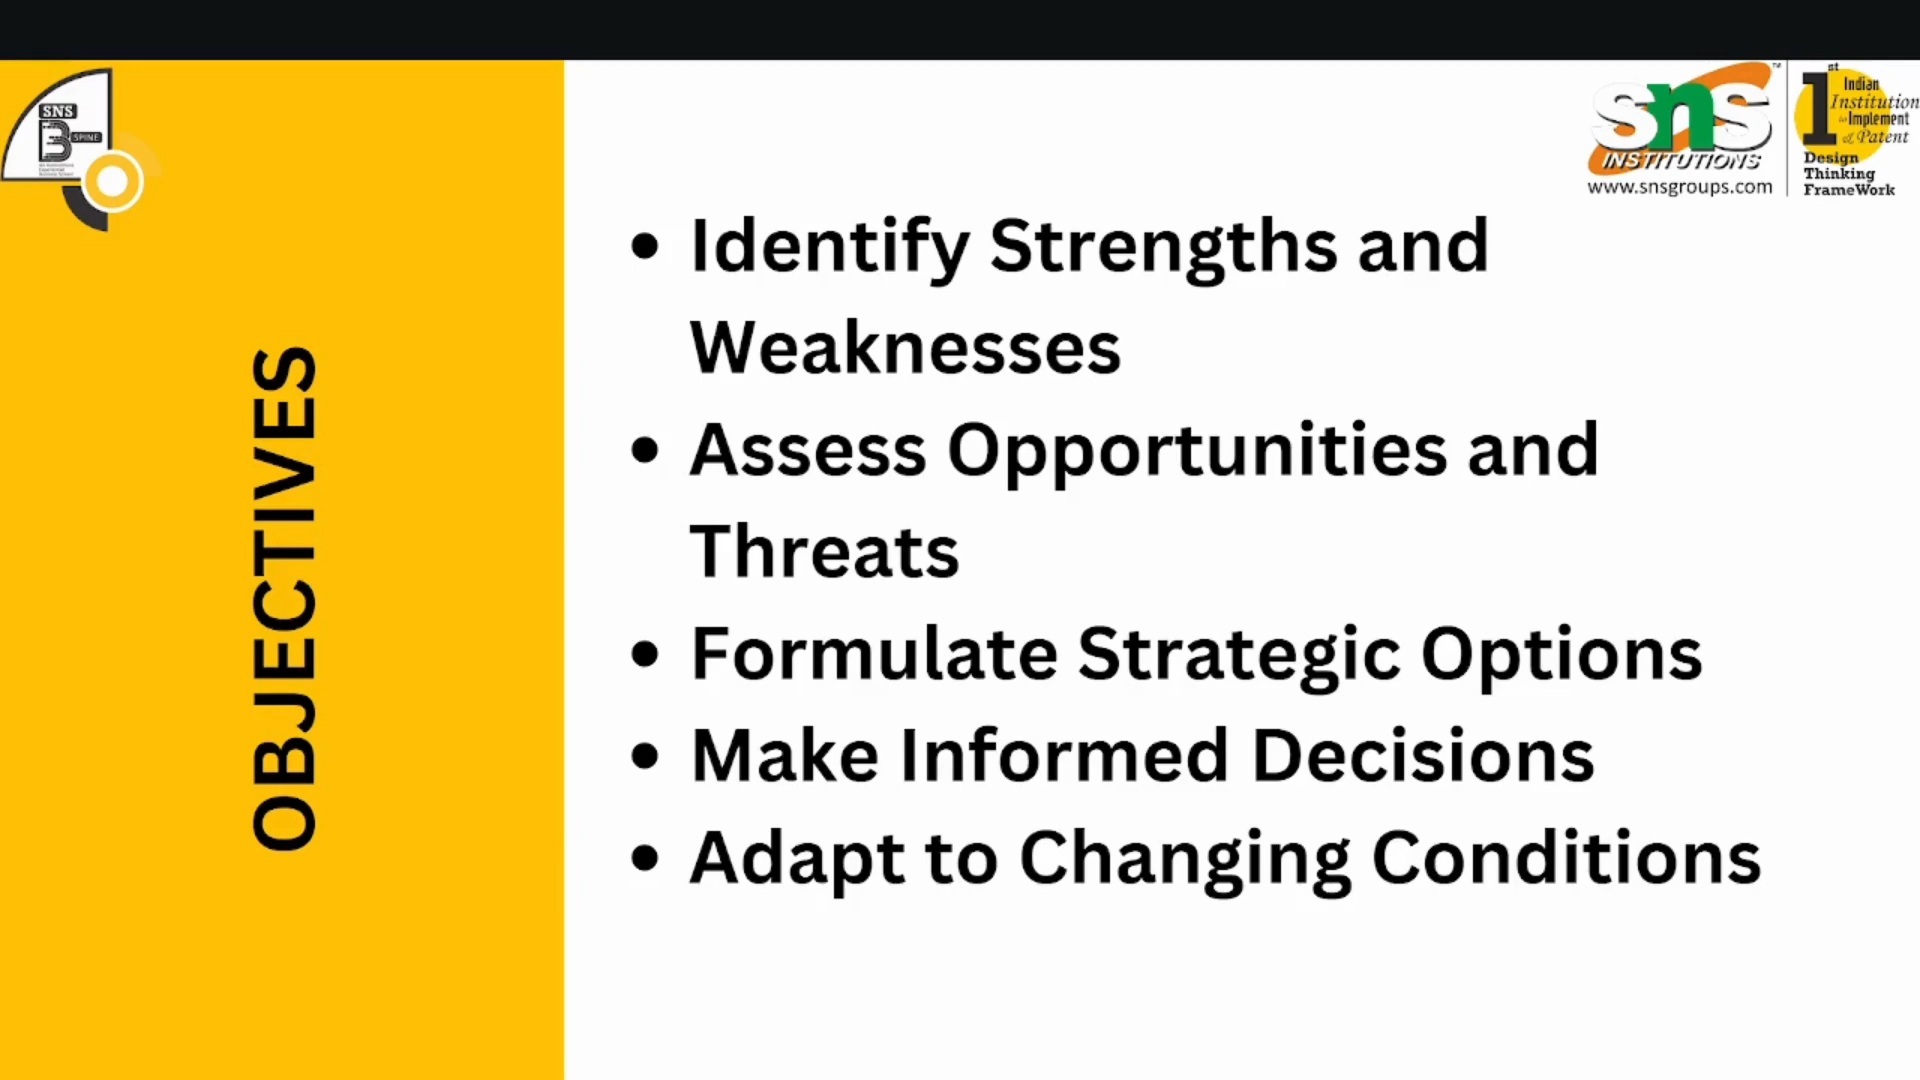 SNS
B
SPINE
OBJECTIVES
sns
INSTITUTIONS
www.snsgroups.com
1st
Indian
Institution
to Implement
& Patent
Design
Thinking
FrameWork
• Identify Strengths and
Weaknesses
• Assess Opportunities and
Threats
• Formulate Strategic Options
• Make Informed Decisions
• Adapt to Changing Conditions